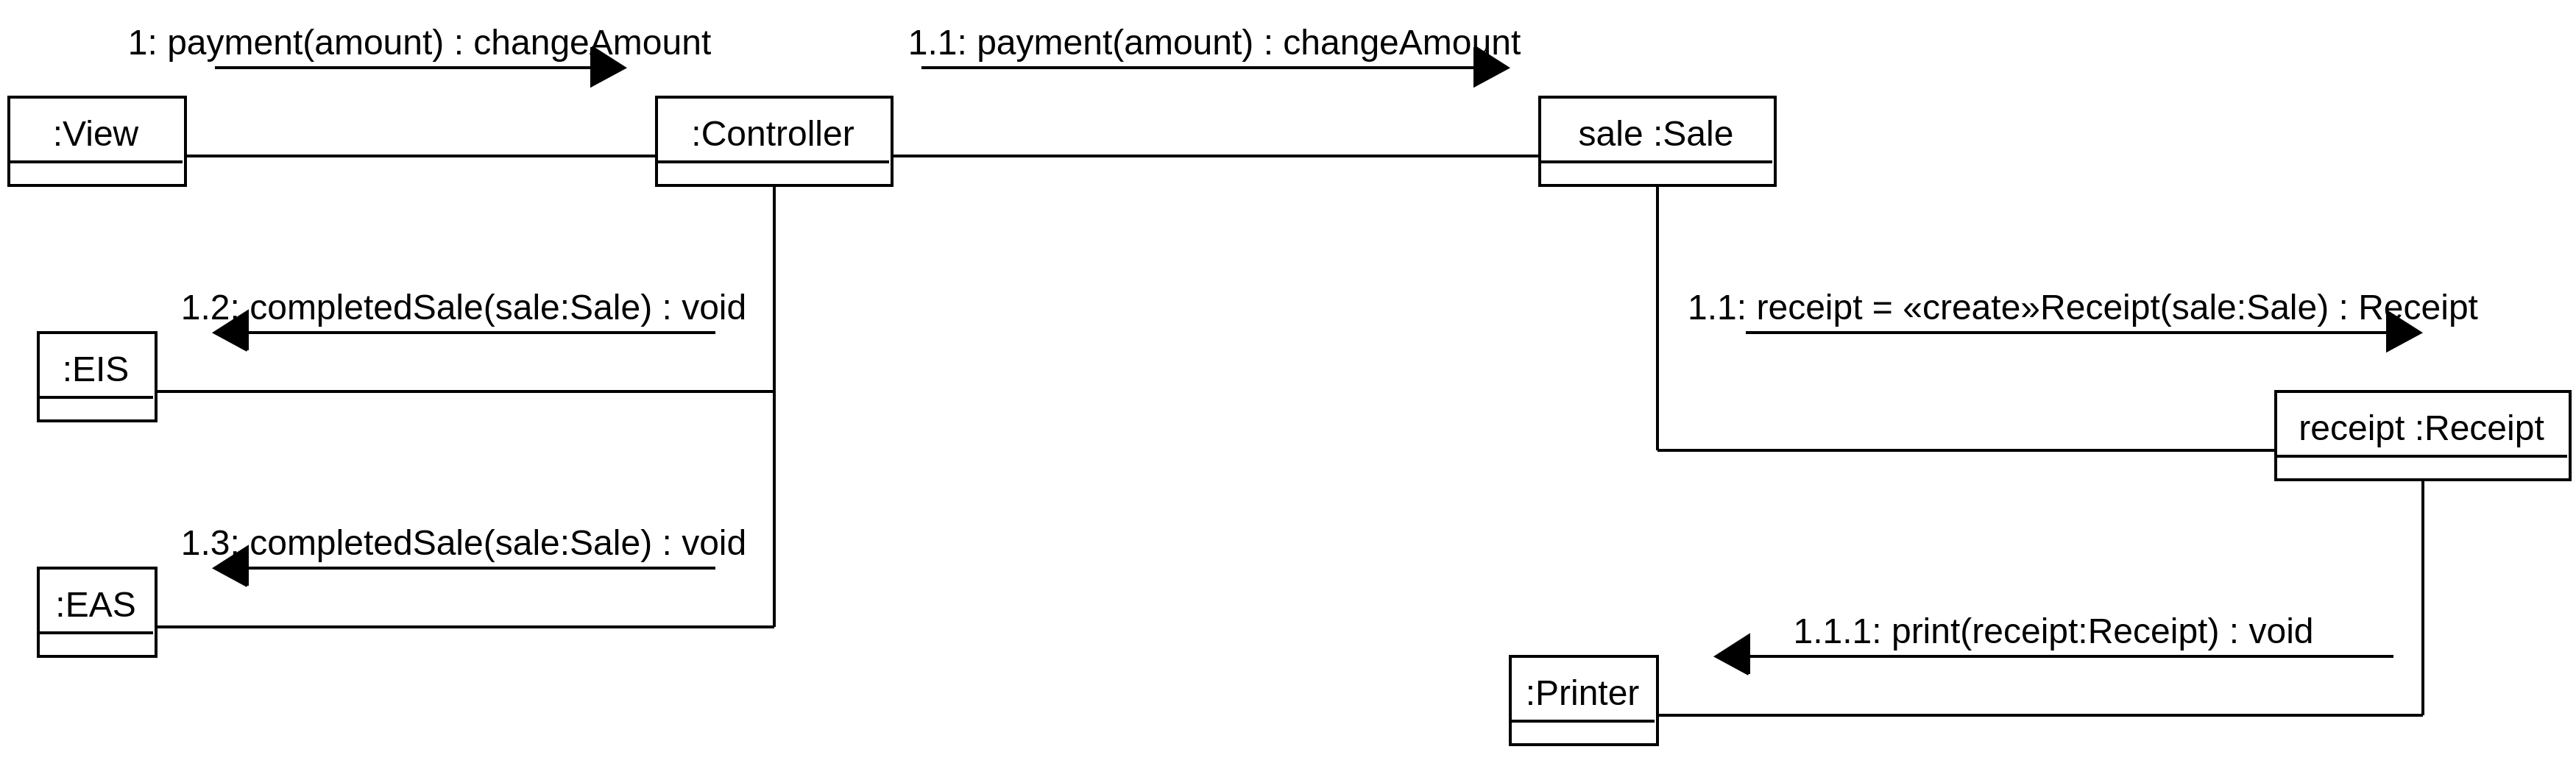 1: payment(amount) : changeAmount
1.1: payment(amount) : changeAmount
:View
:Controller
sale :Sale
1.2: completedSale(sale:Sale) : void
1.1: receipt = «create»Receipt(sale:Sale) : Receipt
:EIS
receipt :Receipt
1.3: completedSale(sale:Sale) : void
:EAS
1.1.1: print(receipt:Receipt) : void
:Printer